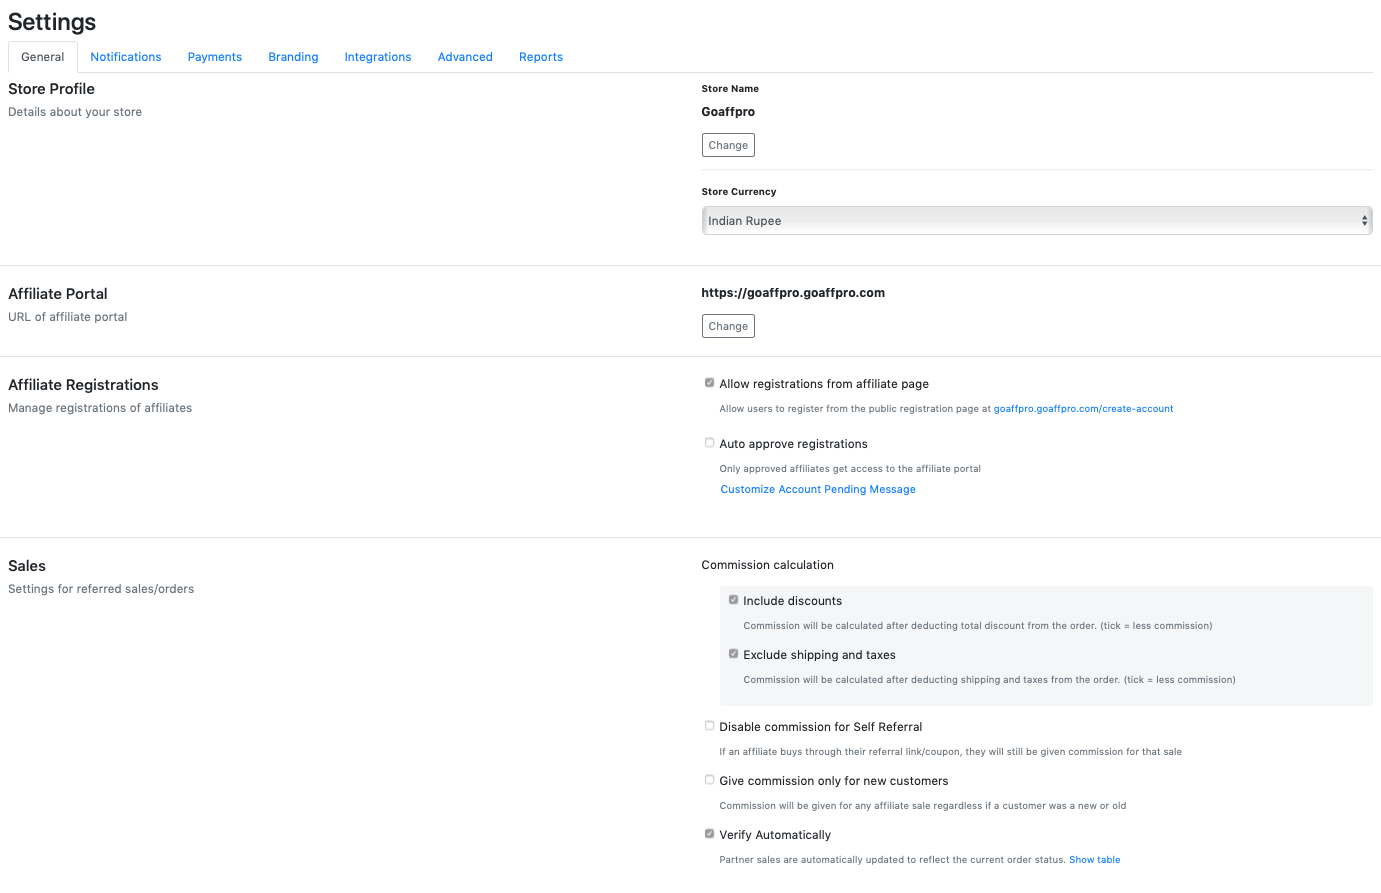 Settings
General Notifications Payments Branding Integrations Advanced Reports
Store Profile
Details about your store
Store Name
Goaffpro
Change
Store Currency
Indian Rupee
Affiliate Portal
URL of affiliate portal
https://goaffpro.goaffpro.com
Change
Affiliate Registrations
Manage registrations of affiliates
Allow registrations from affiliate page
Allow users to register from the public registration page at goaffpro.goaffpro.com/create-account
Auto approve registrations
Only approved affiliates get access to the affiliate portal
Customize Account Pending Message
Sales
Settings for referred sales/orders
Commission calculation
Include discounts
Commission will be calculated after deducting total discount from the order. (tick = less commission)
Exclude shipping and taxes
Commission will be calculated after deducting shipping and taxes from the order. (tick = less commission)
Disable commission for Self Referral
If an affiliate buys through their referral link/coupon, they will still be given commission for that sale
Give commission only for new customers
Commission will be given for any affiliate sale regardless if a customer was a new or old
Verify Automatically
Partner sales are automatically updated to reflect the current order status. Show table